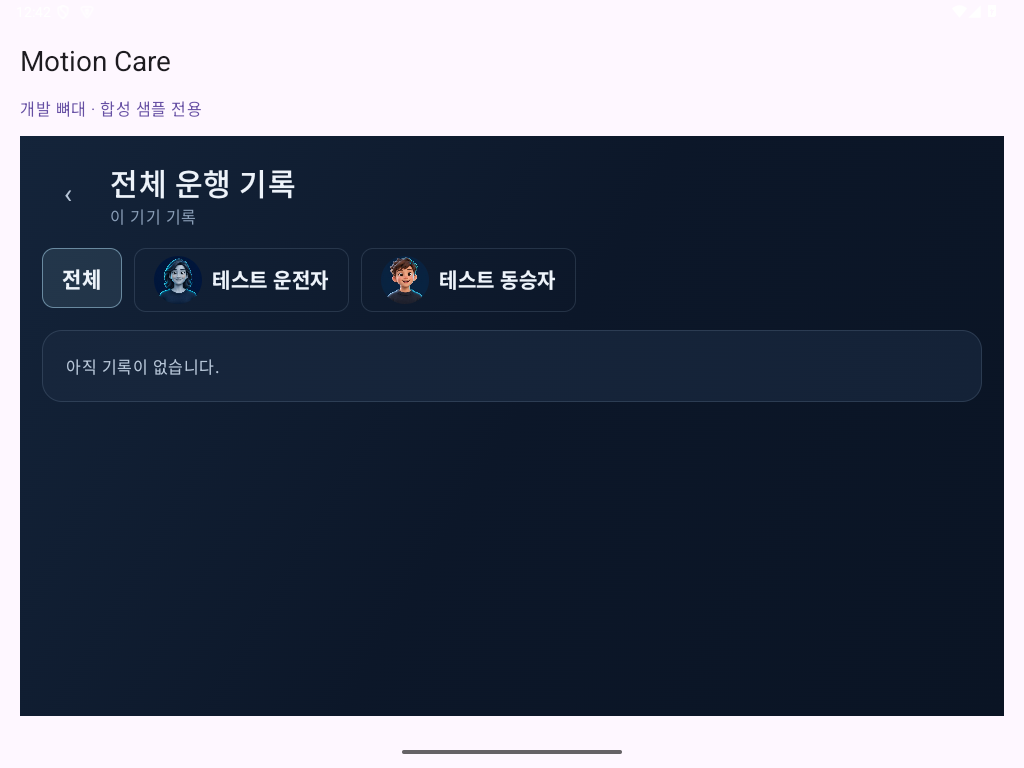 Motion Care
개발 뼈대 · 합성 샘플 전용
‹
전체 운행 기록
이 기기 기록
전체
테스트 운전자
테스트 동승자
아직 기록이 없습니다.